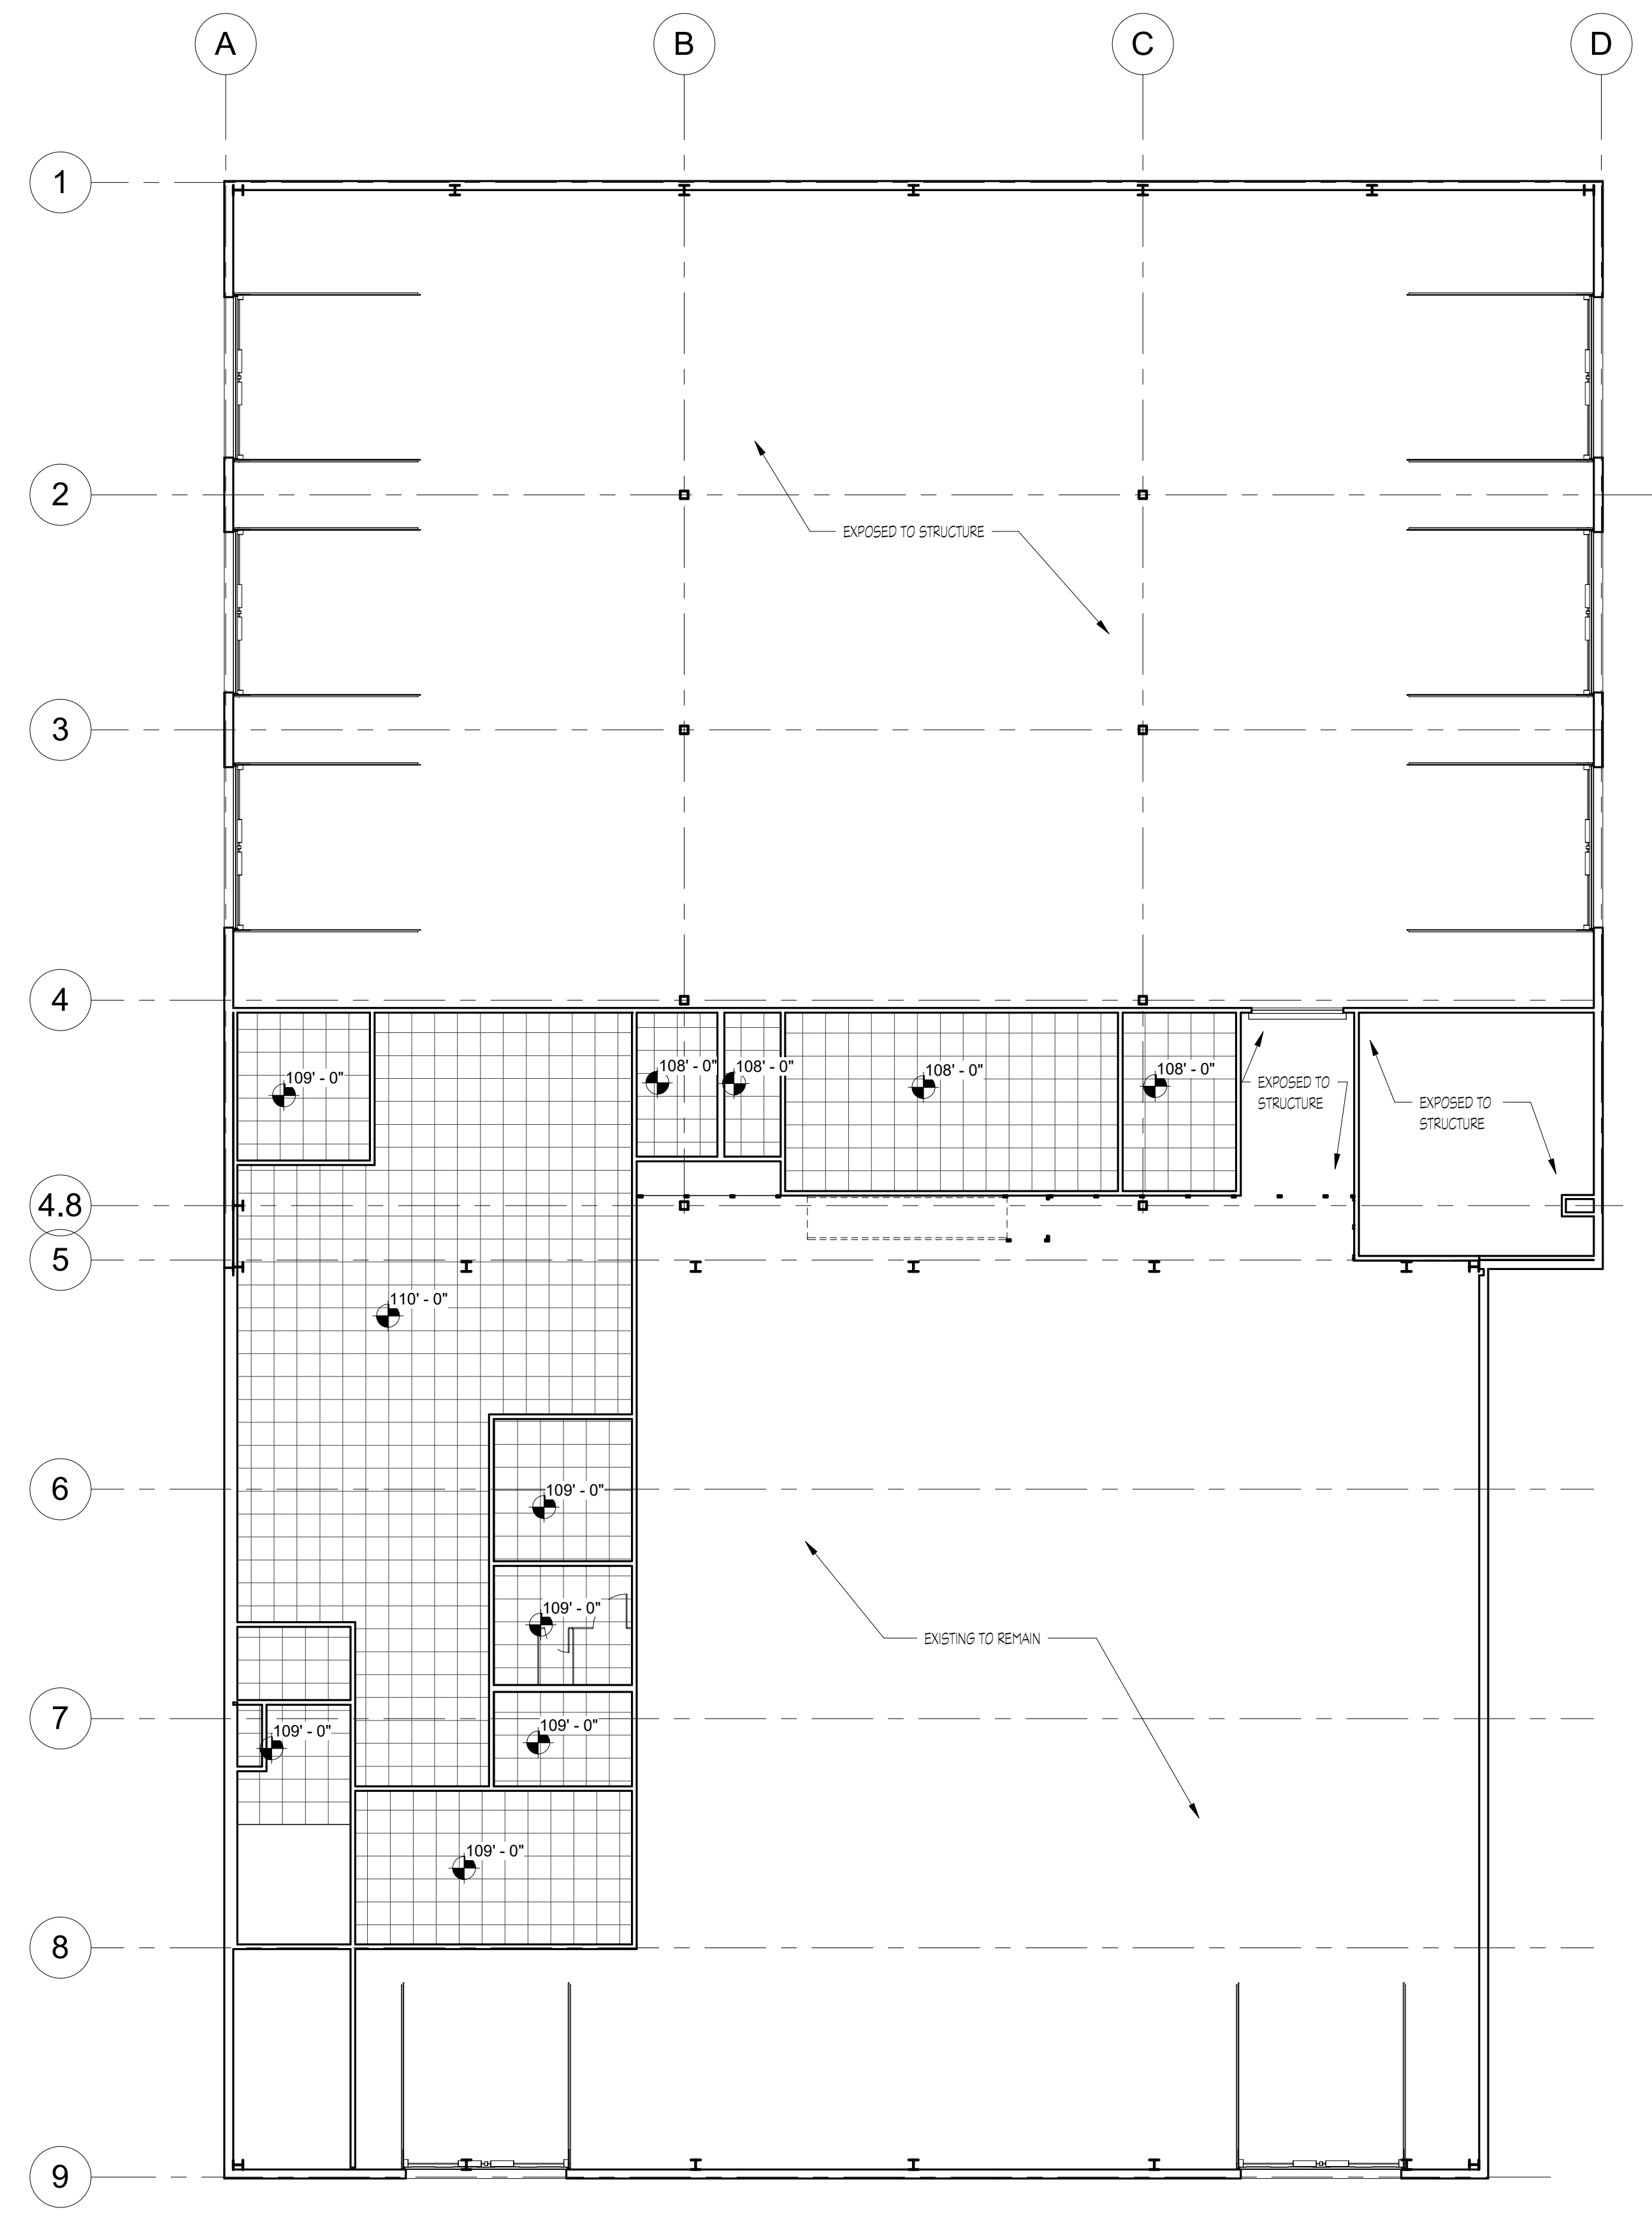 A
B
C
D
1
2
EXPOSED TO STRUCTURE
3
4
109' - 0"
108' - 0"
108' - 0"
108' - 0"
108' - 0"
EXPOSED TO
STRUCTURE
EXPOSED TO
STRUCTURE
4.8
5
110' - 0"
6
109' - 0"
109' - 0"
EXISTING TO REMAIN
7
109' - 0"
109' - 0"
109' - 0"
8
9